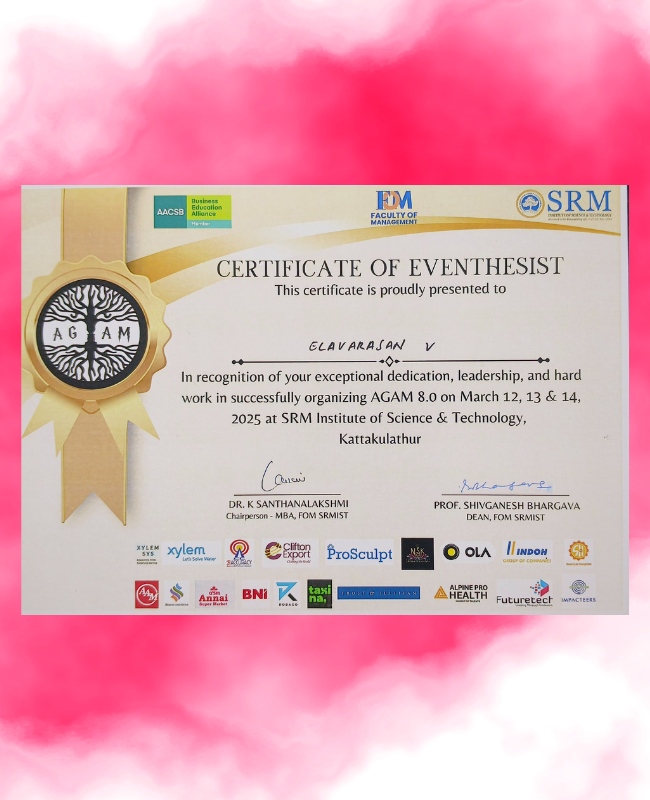 AACSB
Business
Education
Alliance
Member
FOM
FACULTY OF
MANAGEMENT
SRM
INSTITUTE OF SCIENCE & TECHNOLOGY
CERTIFICATE OF EVENTHESIST
This certificate is proudly presented to
AGAM
ELAVARASAN V
In recognition of your exceptional dedication, leadership, and hard
work in successfully organizing AGAM 8.0 on March 12, 13 & 14,
2025 at SRM Institute of Science & Technology,
Kattakulathur
DR. K SANTHANALAKSHMI
Chairperson - MBA, FOM SRMIST
PROF. SHIVGANESH BHARGAVA
DEAN, FOM SRMIST
XYLEM
SYS
xylem
Let's Solve Water
Clifton
Export
ProSculpt
OLA
INDOH
AAM
Annai
Super Market
BNI
taxi
na,
ALPINE PRO
HEALTH
Futuretech
IMPACTEERS